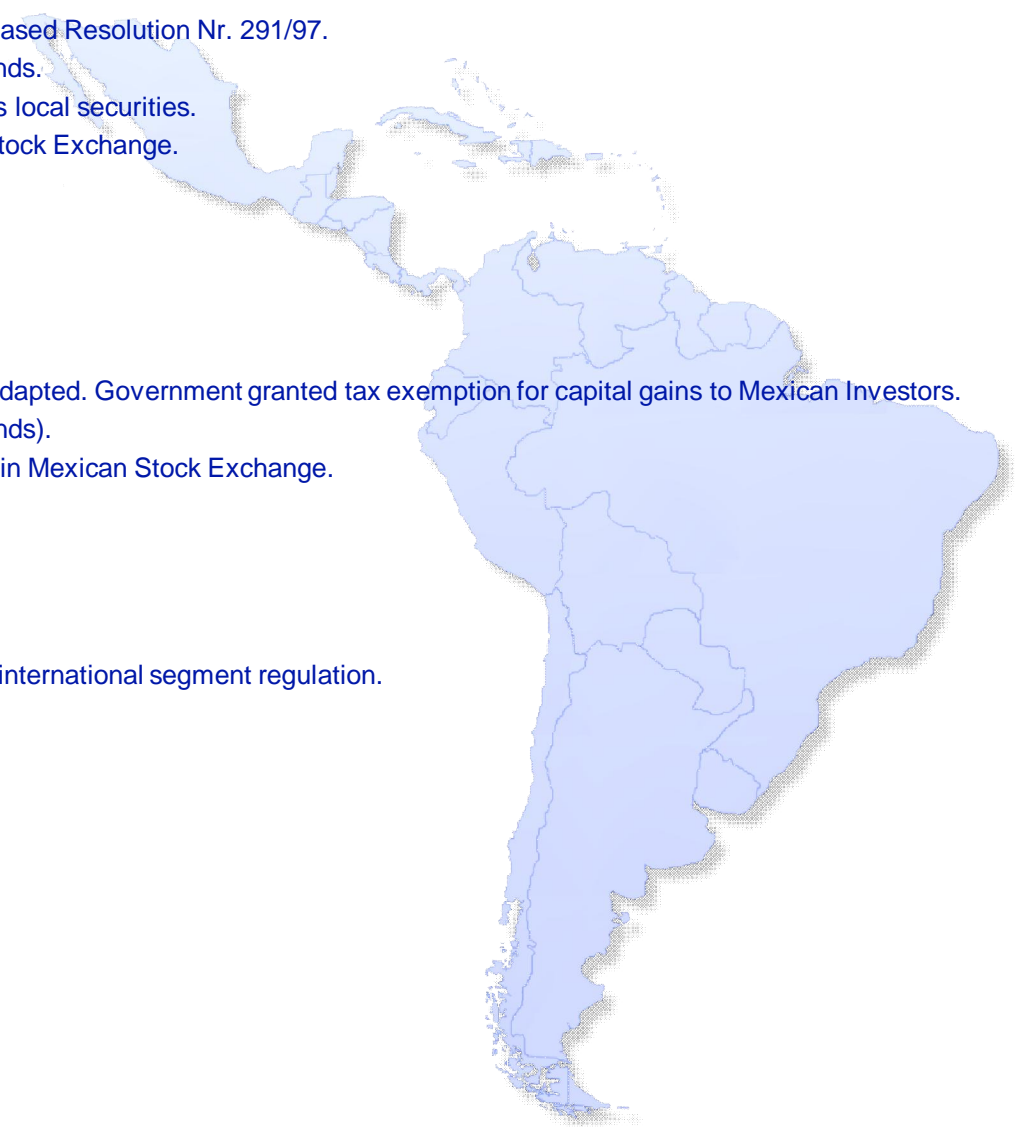 ased Resolution Nr. 291/97.
nds.
s local securities.
tock Exchange.
dapted. Government granted tax exemption for capital gains to Mexican Investors.
nds).
in Mexican Stock Exchange.
international segment regulation.